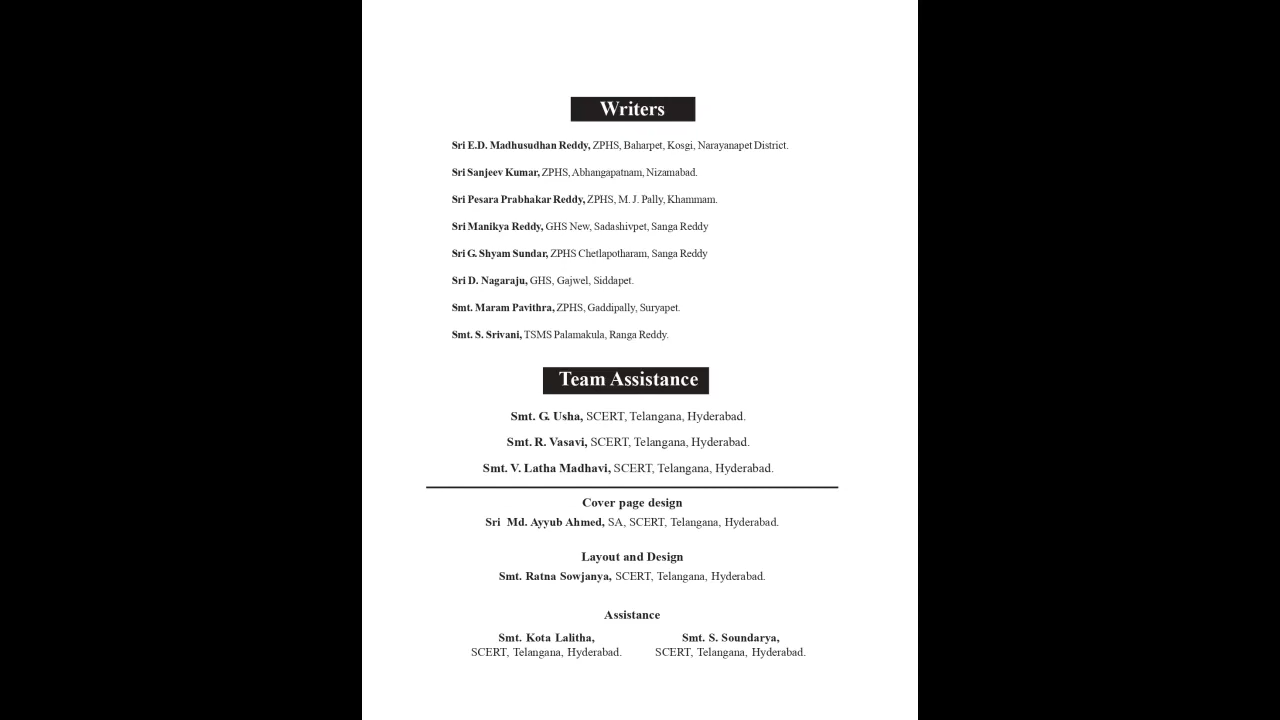 Writers
Sri E.D. Madhusudhan Reddy, ZPHS, Baharpet, Kosgi, Narayanapet District.
Sri Sanjeev Kumar, ZPHS, Abhangapatnam, Nizamabad.
Sri Pesara Prabhakar Reddy, ZPHS, M. J. Pally, Khammam.
Sri Manikya Reddy, GHS New, Sadashivpet, Sanga Reddy
Sri G. Shyam Sundar, ZPHS Chetlapotharam, Sanga Reddy
Sri D. Nagaraju, GHS, Gajwel, Siddapet.
Smt. Maram Pavithra, ZPHS, Gaddipally, Suryapet.
Smt. S. Srivani, TSMS Palamakula, Ranga Reddy.
Team Assistance
Smt. G. Usha, SCERT, Telangana, Hyderabad.
Smt. R. Vasavi, SCERT, Telangana, Hyderabad.
Smt. V. Latha Madhavi, SCERT, Telangana, Hyderabad.
Cover page design
Sri Md. Ayyub Ahmed, SA, SCERT, Telangana, Hyderabad.
Layout and Design
Smt. Ratna Sowjanya, SCERT, Telangana, Hyderabad.
Assistance
Smt. Kota Lalitha,
SCERT, Telangana, Hyderabad.
Smt. S. Soundarya,
SCERT, Telangana, Hyderabad.